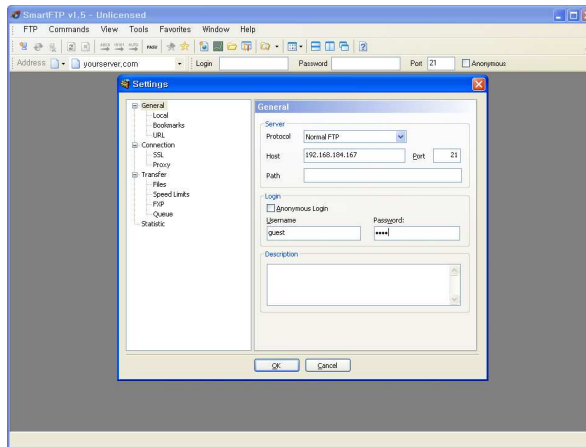 SmartFTP v1.5 - Unlicensed
FTP Commands View Tools Favorites Window Help
Address yourserver.com Login Password Port 21 Anonymous
Settings
General
Local
Bookmarks
URL
Connection
SSL
Proxy
Transfer
Files
Speed Limits
FXP
Queue
Statistic
General
Server
Protocol Normal FTP
Host 192.168.184.167 Port 21
Path
Login
Anonymous Login
Username Password:
guest ••••
Description
OK Cancel